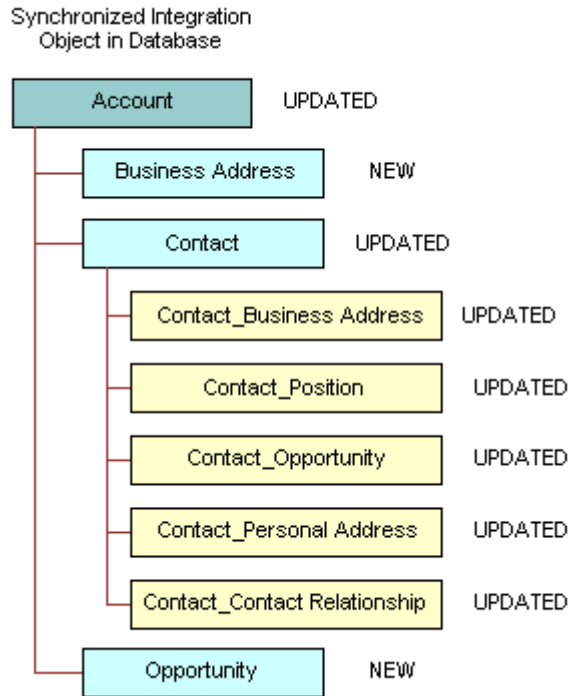 Synchronized Integration
Object in Database
Account UPDATED
Business Address NEW
Contact UPDATED
Contact_Business Address UPDATED
Contact_Position UPDATED
Contact_Opportunity UPDATED
Contact_Personal Address UPDATED
Contact_Contact Relationship UPDATED
Opportunity NEW